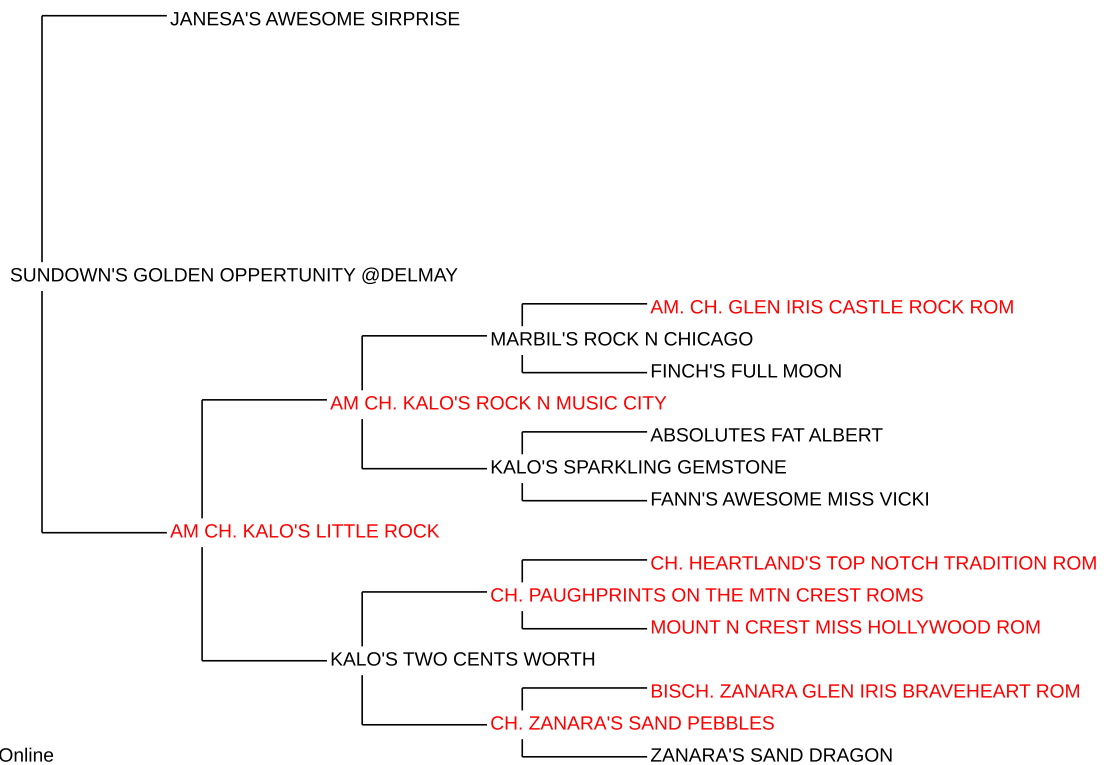 JANESA'S AWESOME SIRPRISE
SUNDOWN'S GOLDEN OPPERTUNITY @DELMAY
AM. CH. GLEN IRIS CASTLE ROCK ROM
MARBIL'S ROCK N CHICAGO
FINCH'S FULL MOON
AM CH. KALO'S ROCK N MUSIC CITY
ABSOLUTES FAT ALBERT
KALO'S SPARKLING GEMSTONE
FANN'S AWESOME MISS VICKI
AM CH. KALO'S LITTLE ROCK
CH. HEARTLAND'S TOP NOTCH TRADITION ROM
CH. PAUGHPRINTS ON THE MTN CREST ROMS
MOUNT N CREST MISS HOLLYWOOD ROM
KALO'S TWO CENTS WORTH
BISCH. ZANARA GLEN IRIS BRAVEHEART ROM
CH. ZANARA'S SAND PEBBLES
ZANARA'S SAND DRAGON
Online